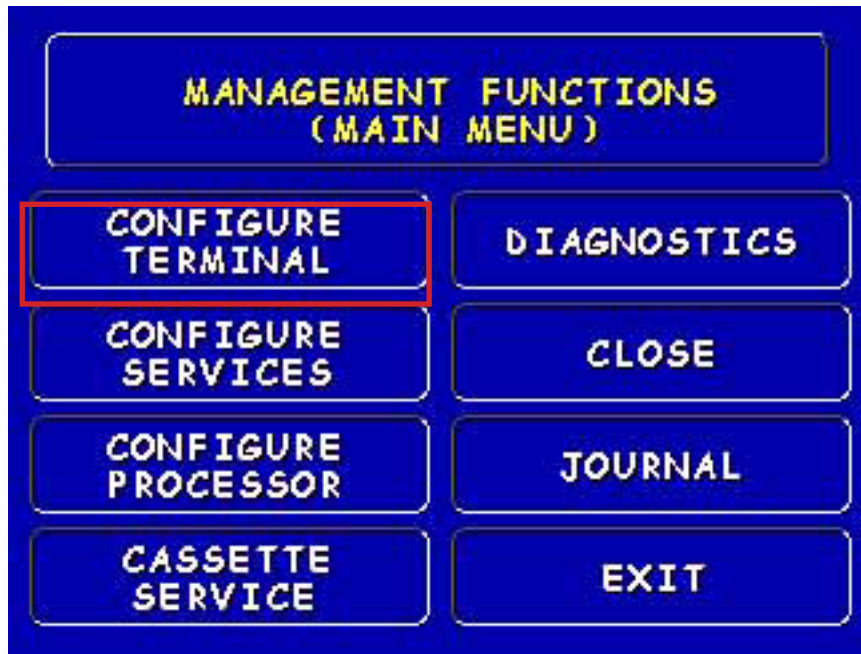 MANAGEMENT FUNCTIONS
(MAIN MENU)
CONFIGURE
TERMINAL
DIAGNOSTICS
CONFIGURE
SERVICES
CLOSE
CONFIGURE
PROCESSOR
JOURNAL
CASSETTE
SERVICE
EXIT